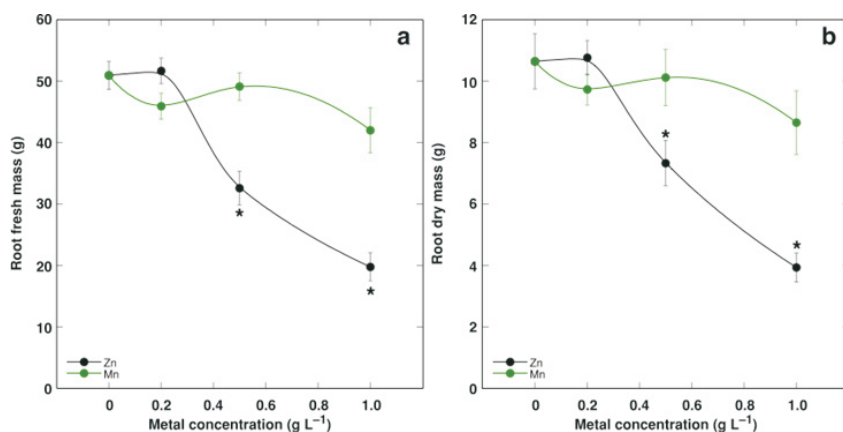 a
60
50
40
30
20
10
0
Root fresh mass (g)
*
*
Zn
Mn
0 0.2 0.4 0.6 0.8 1.0
Metal concentration (g L⁻¹)
b
12
10
8
6
4
2
0
Root dry mass (g)
*
*
Zn
Mn
0 0.2 0.4 0.6 0.8 1.0
Metal concentration (g L⁻¹)